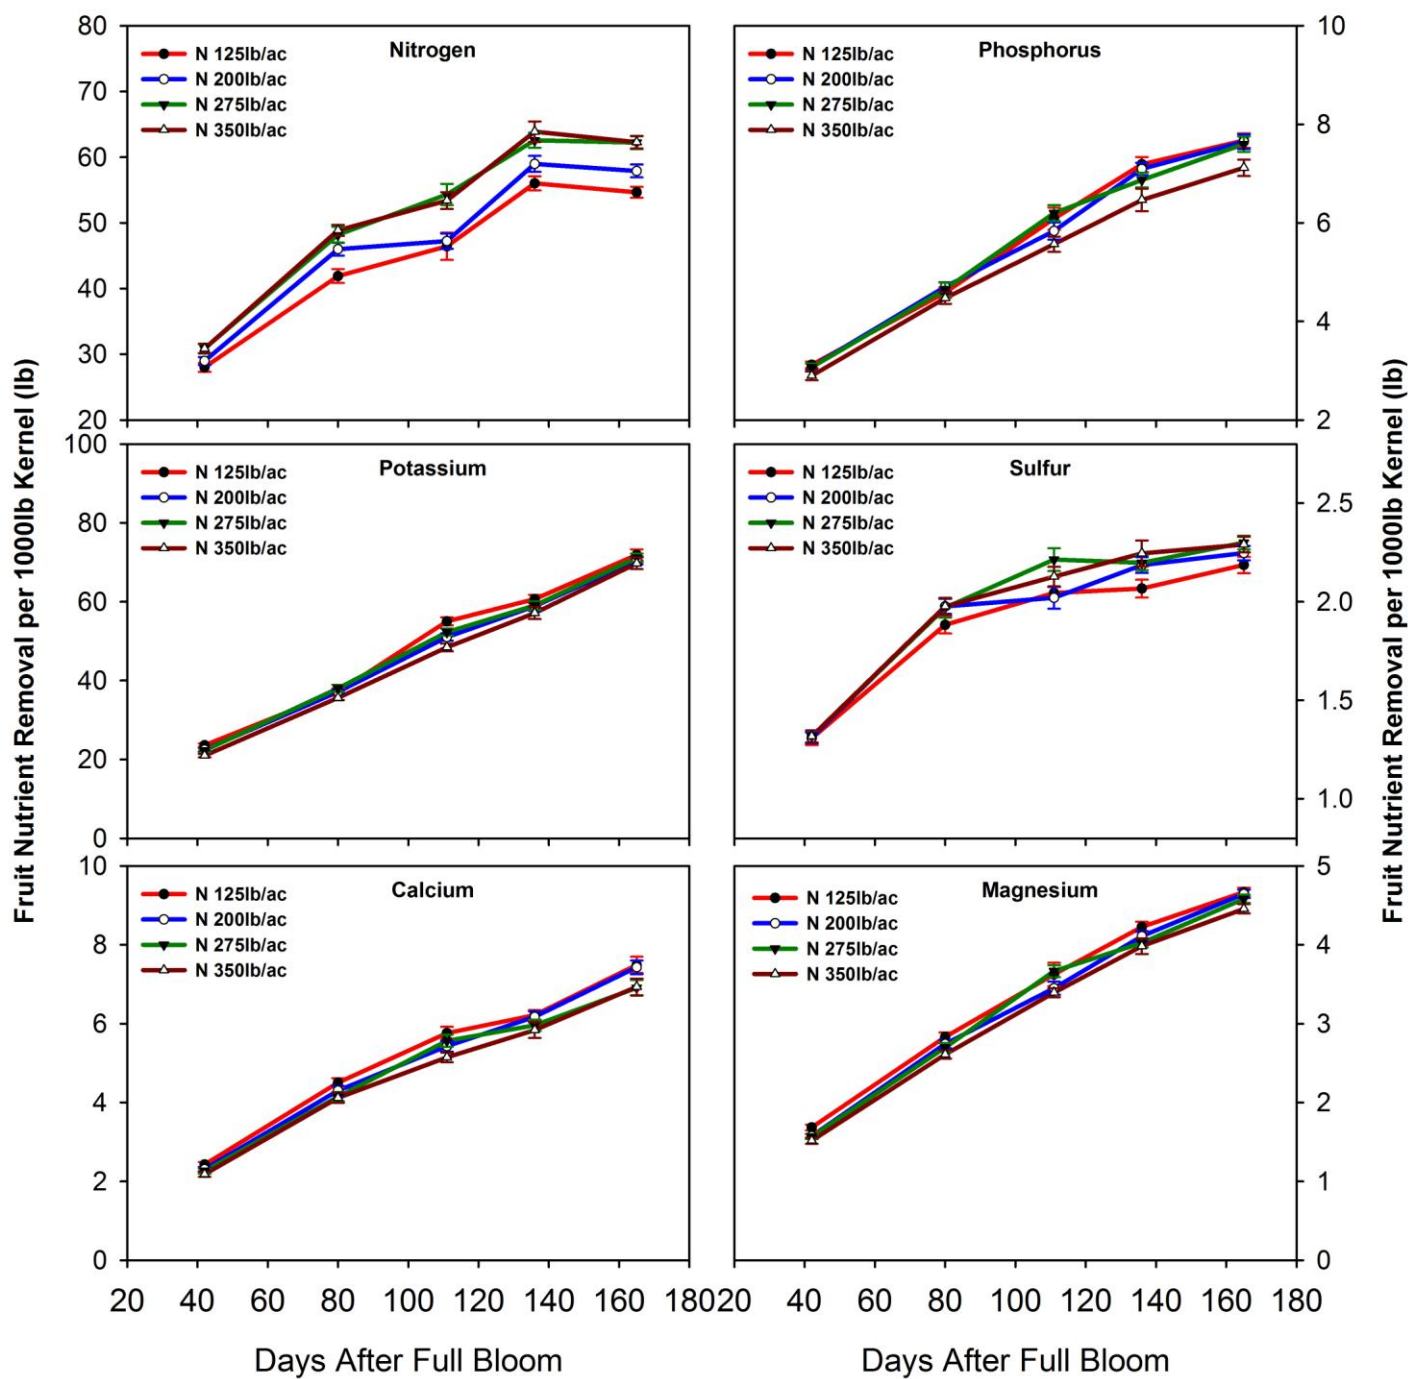 Fruit Nutrient Removal per 1000lb Kernel (lb)
80
70
60
50
40
30
20
Nitrogen
N 125lb/ac
N 200lb/ac
N 275lb/ac
N 350lb/ac
Phosphorus
N 125lb/ac
N 200lb/ac
N 275lb/ac
N 350lb/ac
10
8
6
4
2
100
80
60
40
20
0
Potassium
N 125lb/ac
N 200lb/ac
N 275lb/ac
N 350lb/ac
Sulfur
N 125lb/ac
N 200lb/ac
N 275lb/ac
N 350lb/ac
2.5
2.0
1.5
1.0
10
8
6
4
2
0
Calcium
N 125lb/ac
N 200lb/ac
N 275lb/ac
N 350lb/ac
Magnesium
N 125lb/ac
N 200lb/ac
N 275lb/ac
N 350lb/ac
5
4
3
2
1
0
20 40 60 80 100 120 140 160 180
20 40 60 80 100 120 140 160 180
Days After Full Bloom
Days After Full Bloom
Fruit Nutrient Removal per 1000lb Kernel (lb)